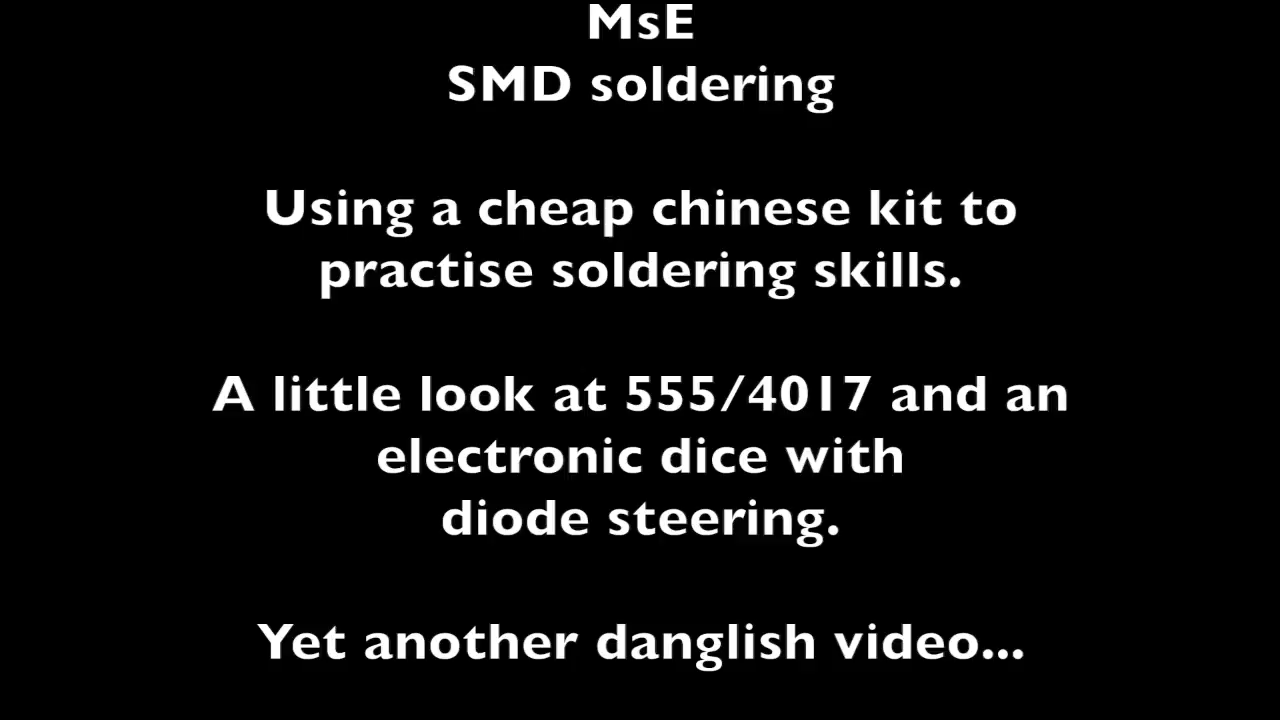 MsE
SMD soldering
Using a cheap chinese kit to
practise soldering skills.
A little look at 555/4017 and an
electronic dice with
diode steering.
Yet another danglish video...